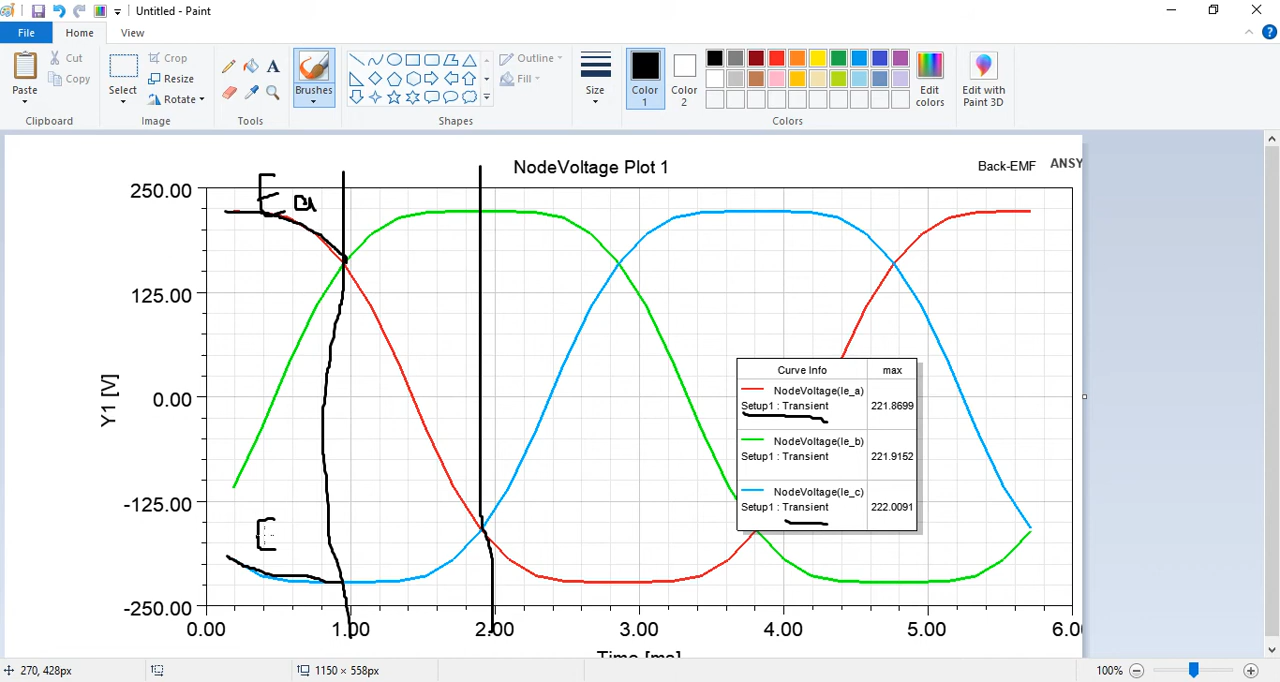 Untitled - Paint
File Home View
Paste
Cut
Copy
Clipboard
Select
Crop
Resize
Rotate
Image
Tools
Brushes
Shapes
Outline
Fill
Size
Color 1
Color 2
Colors
Edit colors
Edit with Paint 3D
NodeVoltage Plot 1
Back-EMF ANSY
250.00
125.00
0.00
-125.00
-250.00
Y1 [V]
E a
E
Curve Info max
NodeVoltage(Ie_a)
Setup1 : Transient 221.8699
NodeVoltage(Ie_b)
Setup1 : Transient 221.9152
NodeVoltage(Ie_c)
Setup1 : Transient 222.0091
0.00 1.00 2.00 3.00 4.00 5.00 6.0
Time [ms]
270, 428px
1150 × 558px
100%